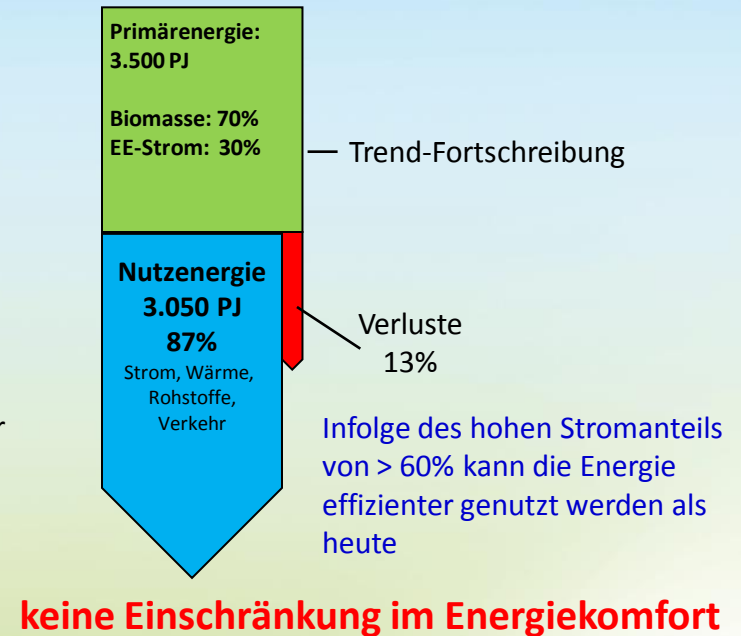 Primärenergie:
3.500 PJ
Biomasse: 70%
EE-Strom: 30%
Trend-Fortschreibung
Nutzenergie
3.050 PJ
87%
Strom, Wärme,
Rohstoffe,
Verkehr
Verluste
13%
Infolge des hohen Stromanteils
von > 60% kann die Energie
effizienter genutzt werden als
heute
keine Einschränkung im Energiekomfort